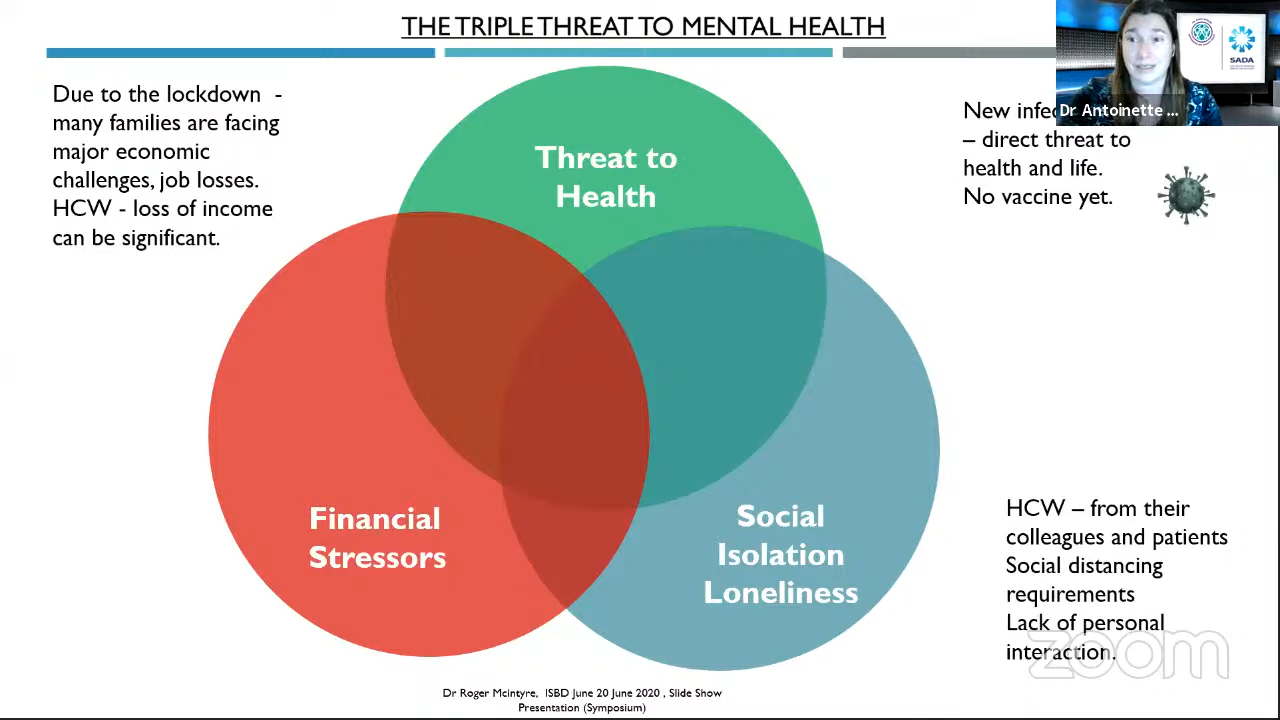 THE TRIPLE THREAT TO MENTAL HEALTH
Due to the lockdown -
many families are facing
major economic
challenges, job losses.
HCW - loss of income
can be significant.
Threat to
Health
SADA
Dr Antoinette ...
New infec
– direct threat to
health and life.
No vaccine yet.
Financial
Stressors
Social
Isolation
Loneliness
HCW – from their
colleagues and patients
Social distancing
requirements
Lack of personal
interaction.
zoom
Dr Roger Mcintyre, ISBD June 20 June 2020 , Slide Show
Presentation (Symposium)